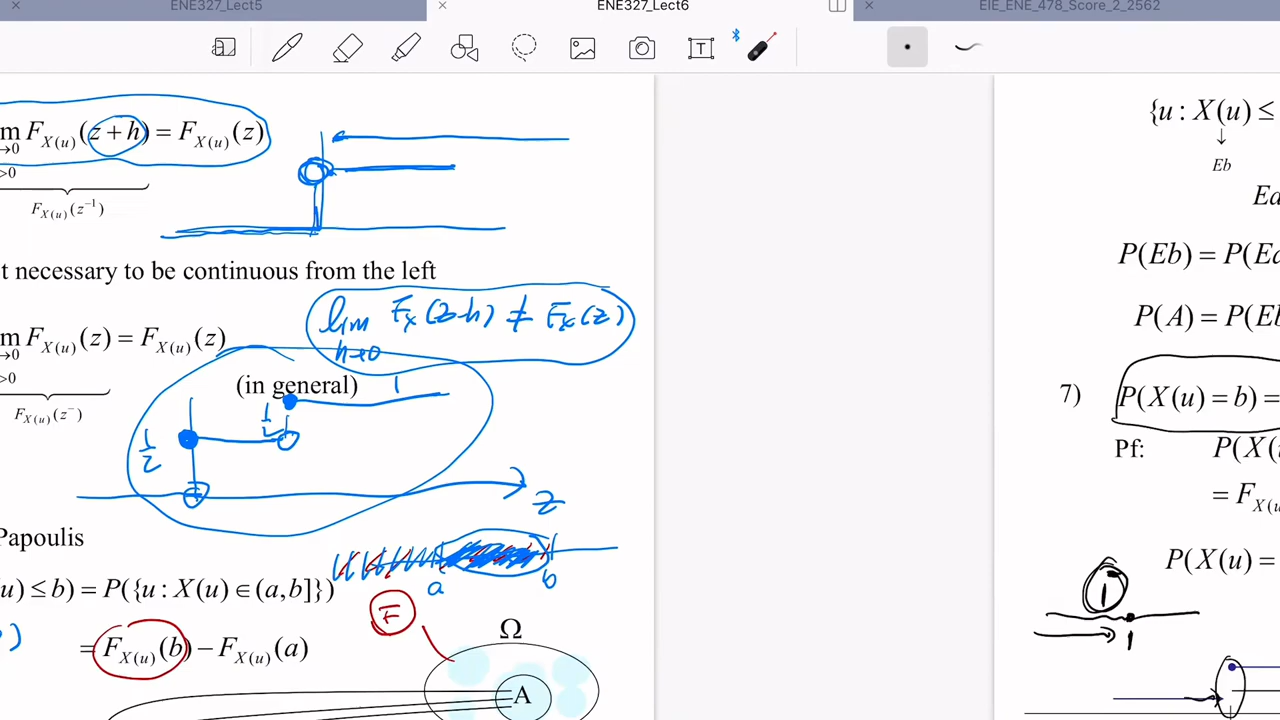 ENE327_Lect5
ENE327_Lect6
EIE_ENE_478_Score_2_2562
T
m F_{X(u)}(z + h) = F_{X(u)}(z)
→0
>0
F_{X(u)}(z^{-1})
t necessary to be continuous from the left
lim F_X(z-h) ≠ F_X(z)
h→0
m F_{X(u)}(z) = F_{X(u)}(z)
→0
>0
F_{X(u)}(z^-)
(in general)
1
1/2
1/2
z
Papoulis
a
b
u) ≤ b) = P({u : X(u) ∈ (a, b]})
= F_{X(u)}(b) − F_{X(u)}(a)
F
Ω
A
{u : X(u) ≤
↓
Eb
Ea
P(Eb) = P(Ea
P(A) = P(Eb
7) P(X(u) = b) =
Pf: P(X(
= F_{X(u
P(X(u) =
1
1